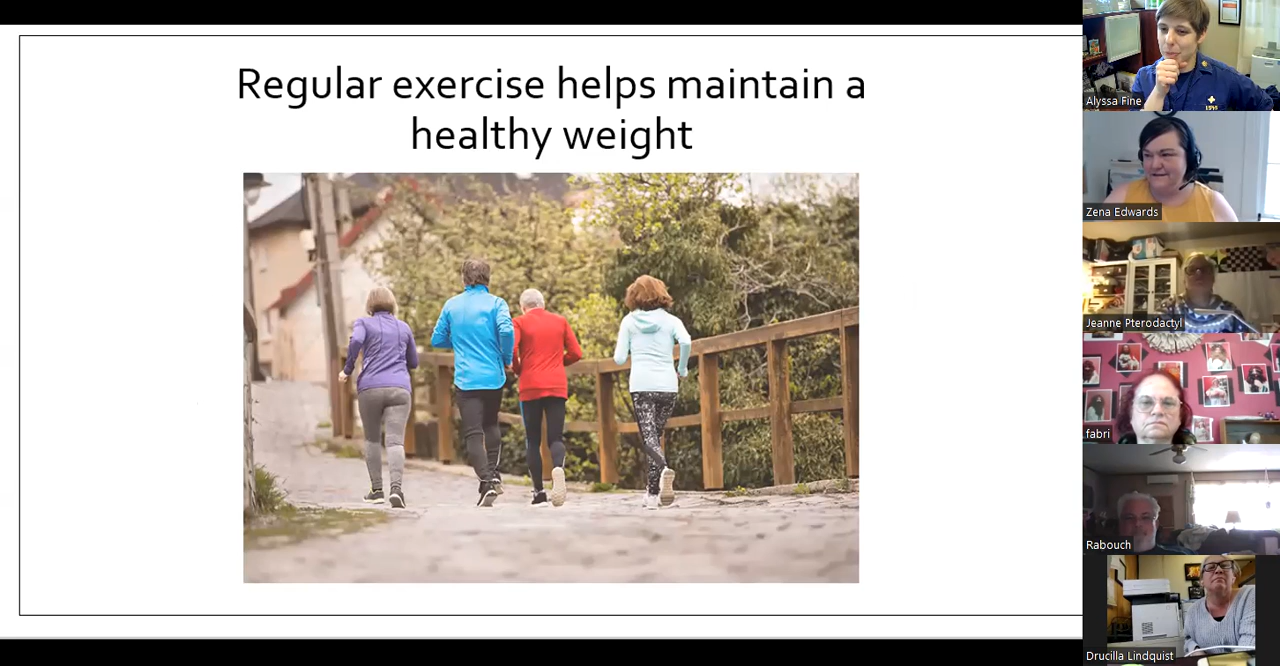 Regular exercise helps maintain a
healthy weight
Alyssa Fine
Zena Edwards
Jeanne Pterodactyl
fabri
Rabouch
Drucilla Lindquist